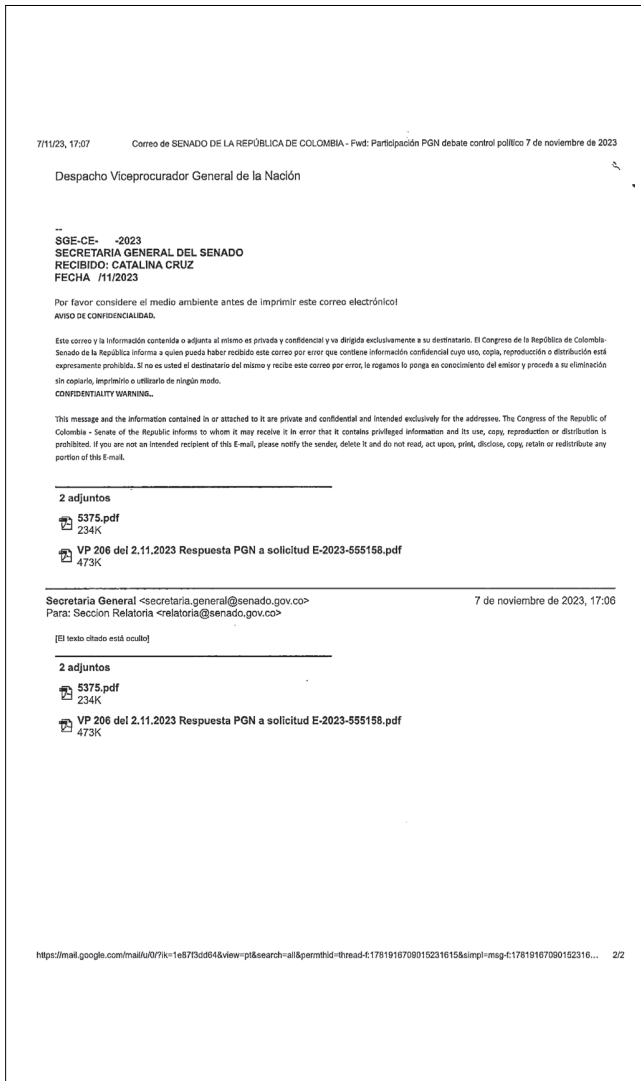 7/11/23, 17:07 Correo de SENADO DE LA REPÚBLICA DE COLOMBIA - Fwd: Participación PGN debate control político 7 de noviembre de 2023
Despacho Viceprocurador General de la Nación
--
SGE-CE- -2023
SECRETARIA GENERAL DEL SENADO
RECIBIDO: CATALINA CRUZ
FECHA /11/2023
Por favor considere el medio ambiente antes de imprimir este correo electrónico!
AVISO DE CONFIDENCIALIDAD.
Este correo y la información contenida o adjunta al mismo es privada y confidencial y va dirigida exclusivamente a su destinatario. El Congreso de la República de Colombia-
Senado de la República informa a quien pueda haber recibido este correo por error que contiene información confidencial cuyo uso, copia, reproducción o distribución está
expresamente prohibida. Si no es usted el destinatario del mismo y recibe este correo por error, le rogamos lo ponga en conocimiento del emisor y proceda a su eliminación
sin copiarlo, imprimirlo o utilizarlo de ningún modo.
CONFIDENTIALITY WARNING..
This message and the information contained in or attached to it are private and confidential and intended exclusively for the addressee. The Congress of the Republic of
Colombia - Senate of the Republic informs to whom it may receive it in error that it contains privileged information and its use, copy, reproduction or distribution is
prohibited. If you are not an intended recipient of this E-mail, please notify the sender, delete it and do not read, act upon, print, disclose, copy, retain or redistribute any
portion of this E-mail.
2 adjuntos
5375.pdf
234K
VP 206 del 2.11.2023 Respuesta PGN a solicitud E-2023-555158.pdf
473K
Secretaria General <secretaria.general@senado.gov.co> 7 de noviembre de 2023, 17:06
Para: Seccion Relatoria <relatoria@senado.gov.co>
[El texto citado está oculto]
2 adjuntos
5375.pdf
234K
VP 206 del 2.11.2023 Respuesta PGN a solicitud E-2023-555158.pdf
473K
https://mail.google.com/mail/u/0/?ik=1e87f3dd64&view=pt&search=all&permthid=thread-f:1781916709015231615&simpl=msg-f:17819167090152316... 2/2